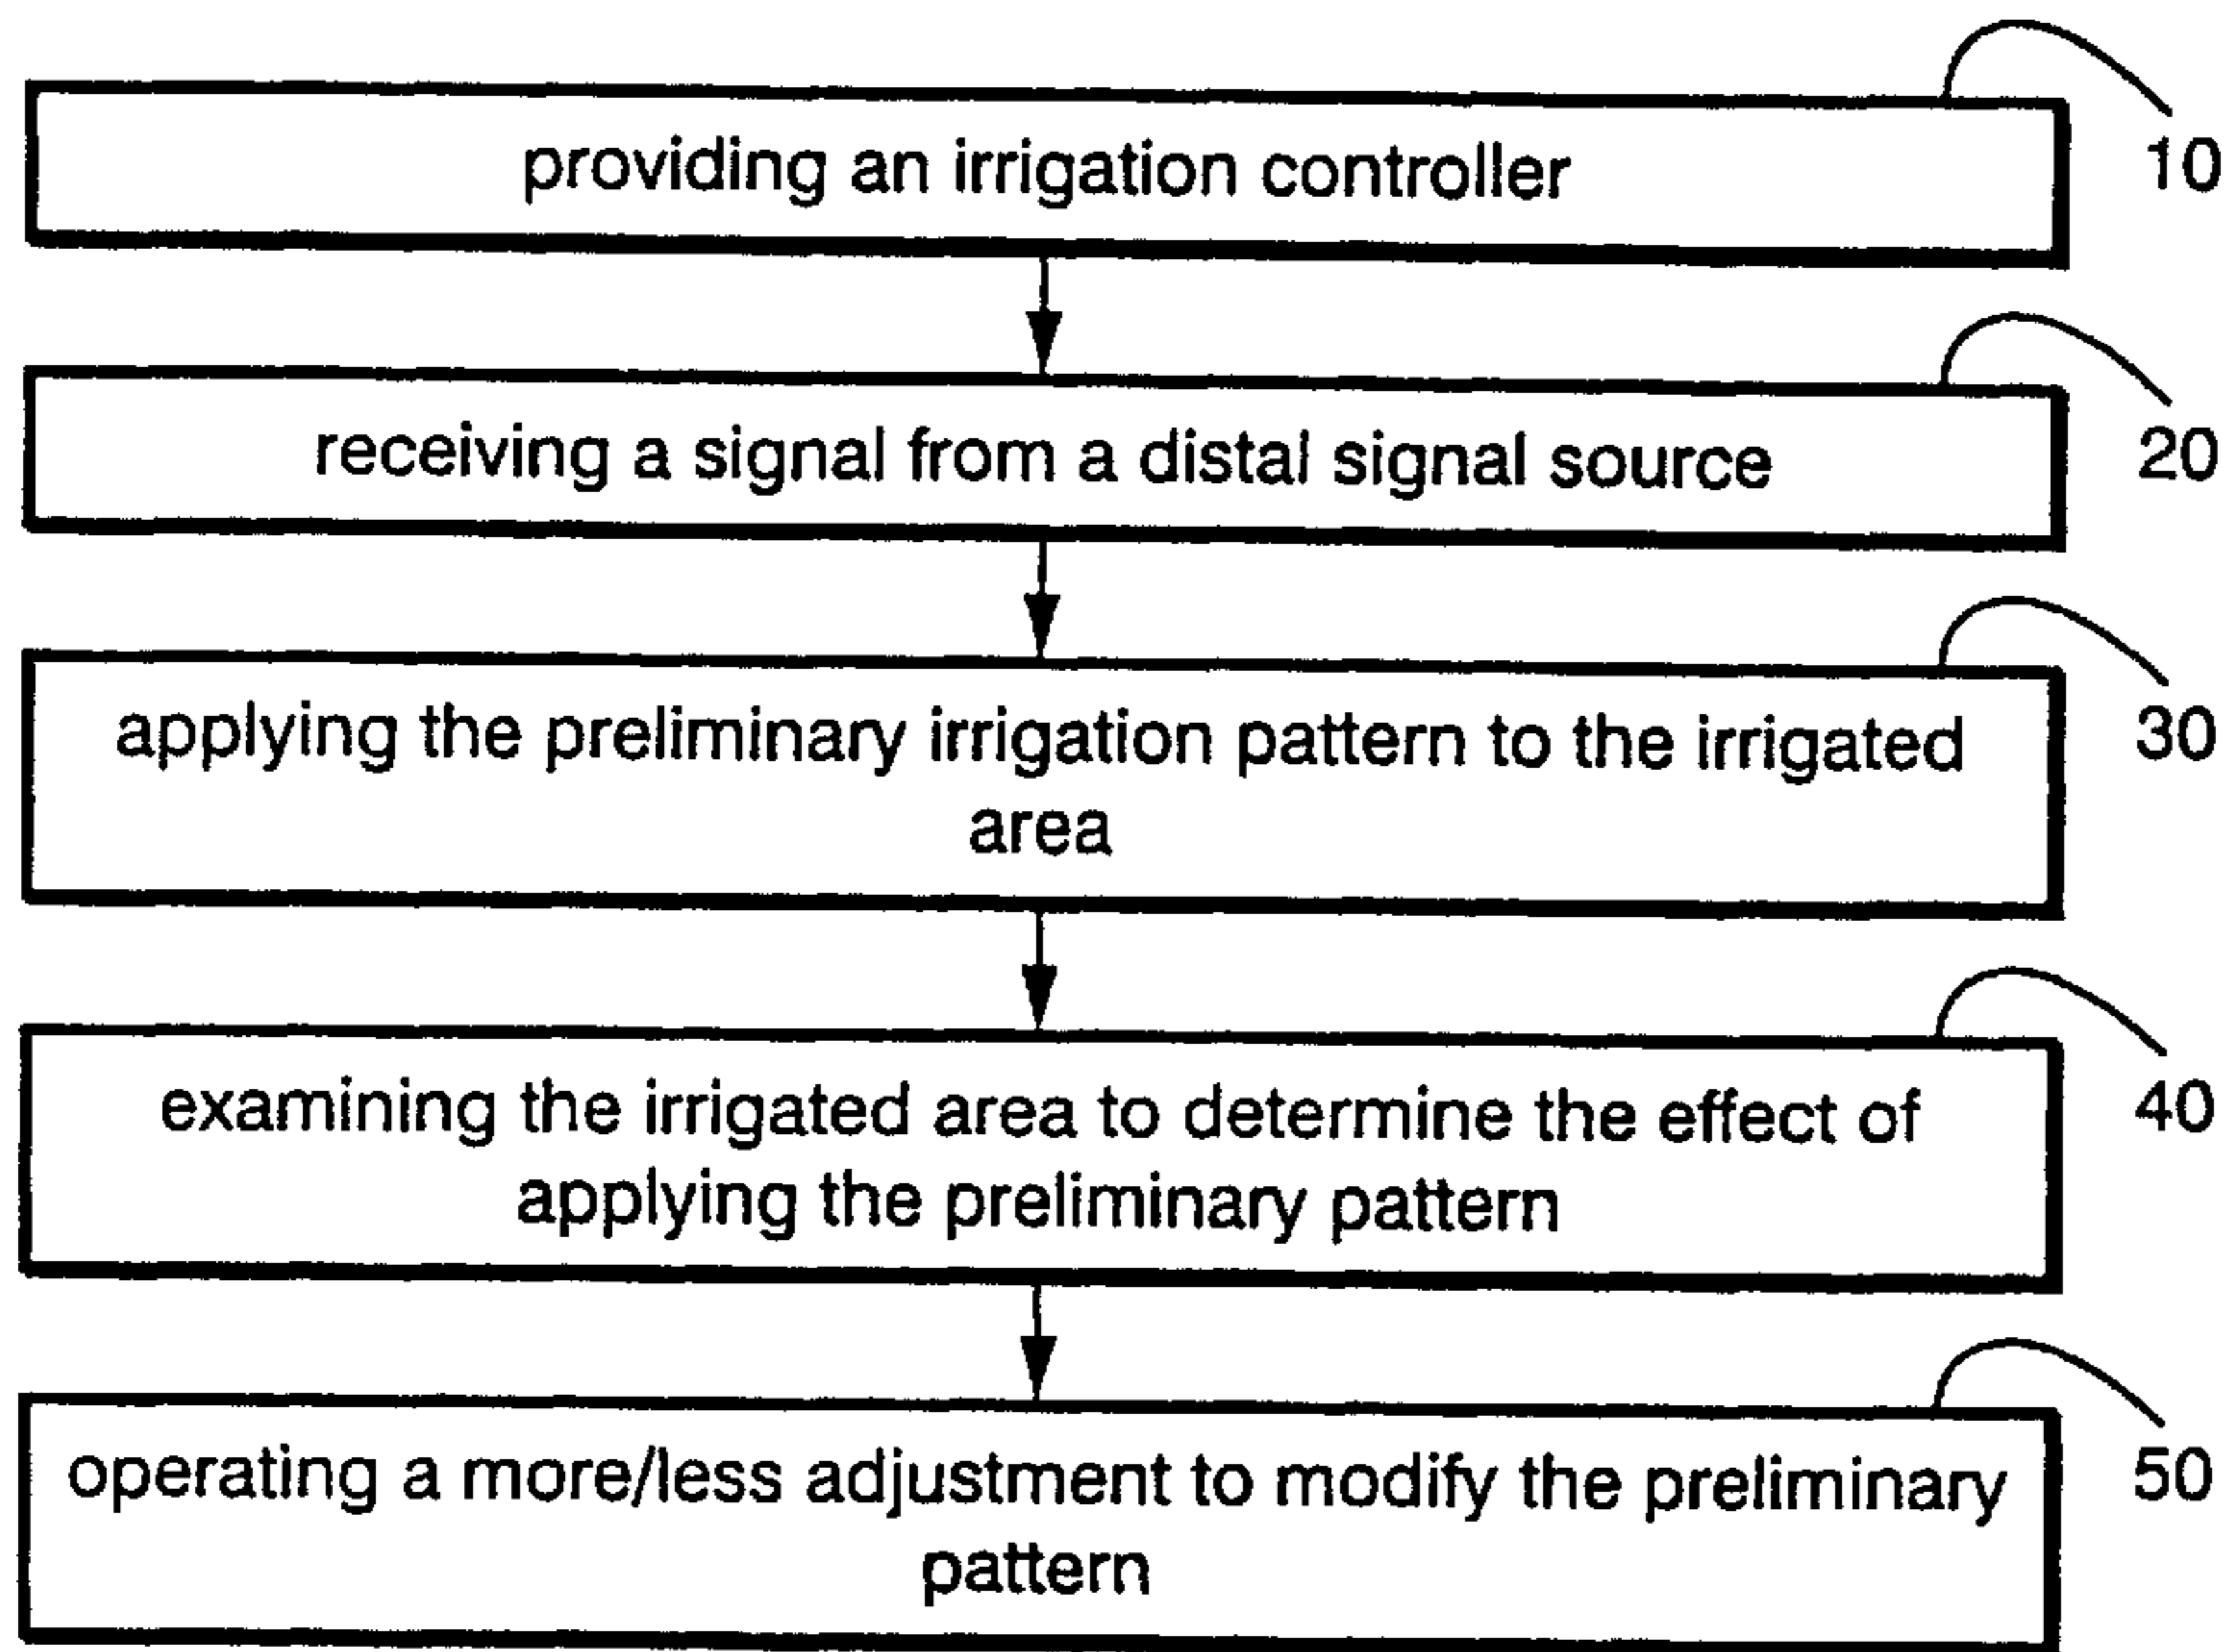 providing an irrigation controller
10
receiving a signal from a distal signal source
20
applying the preliminary irrigation pattern to the irrigated
area
30
examining the irrigated area to determine the effect of
applying the preliminary pattern
40
operating a more/less adjustment to modify the preliminary
pattern
50